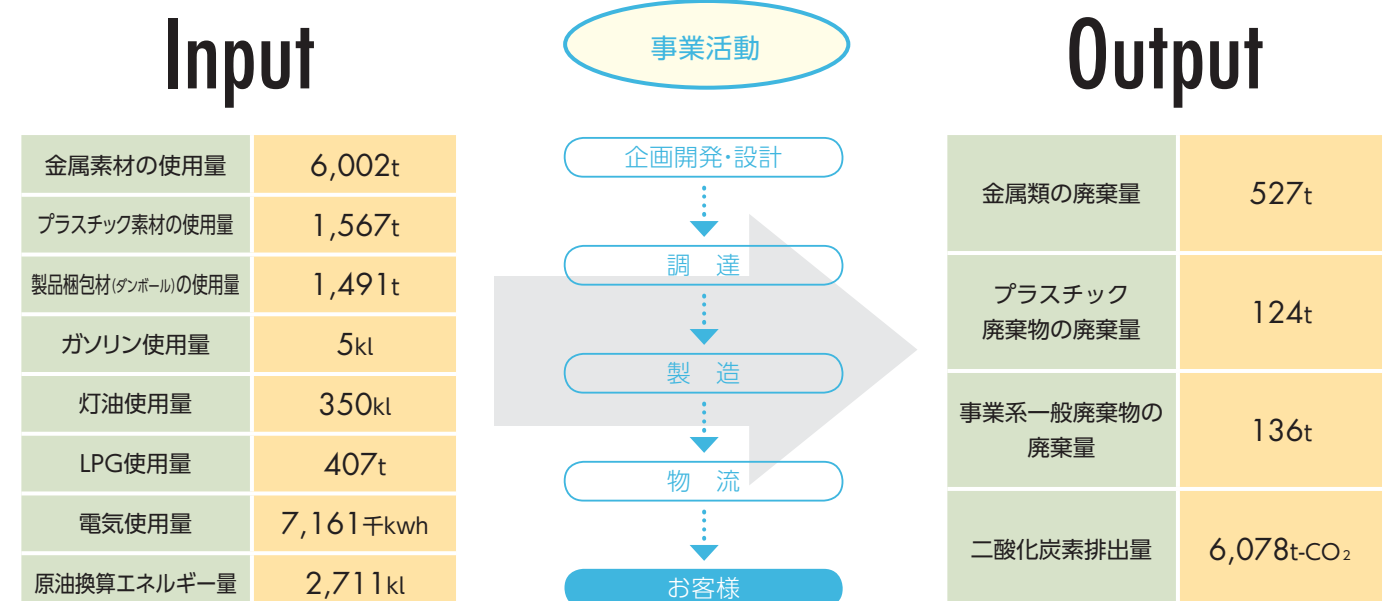 Input
金属素材の使用量 6,002t
プラスチック素材の使用量 1,567t
製品梱包材(ダンボール)の使用量 1,491t
ガソリン使用量 5kl
灯油使用量 350kl
LPG使用量 407t
電気使用量 7,161千kwh
原油換算エネルギー量 2,711kl
事業活動
企画開発・設計
調　達
製　造
物　流
お客様
Output
金属類の廃棄量 527t
プラスチック
廃棄物の廃棄量 124t
事業系一般廃棄物の
廃棄量 136t
二酸化炭素排出量 6,078t-CO₂